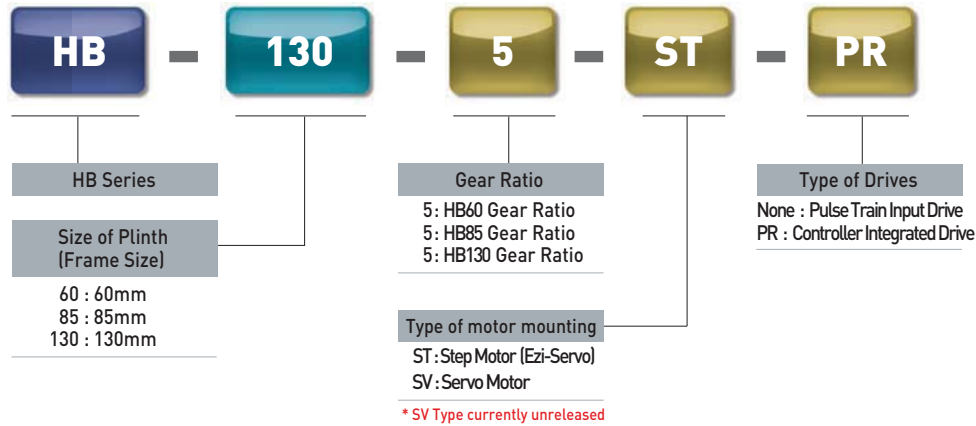 HB - 130 - 5 - ST - PR
HB Series
Size of Plinth
(Frame Size)
60 : 60mm
85 : 85mm
130 : 130mm
Gear Ratio
5 : HB60 Gear Ratio
5 : HB85 Gear Ratio
5 : HB130 Gear Ratio
Type of motor mounting
ST : Step Motor (Ezi-Servo)
SV : Servo Motor
* SV Type currently unreleased
Type of Drives
None : Pulse Train Input Drive
PR : Controller Integrated Drive